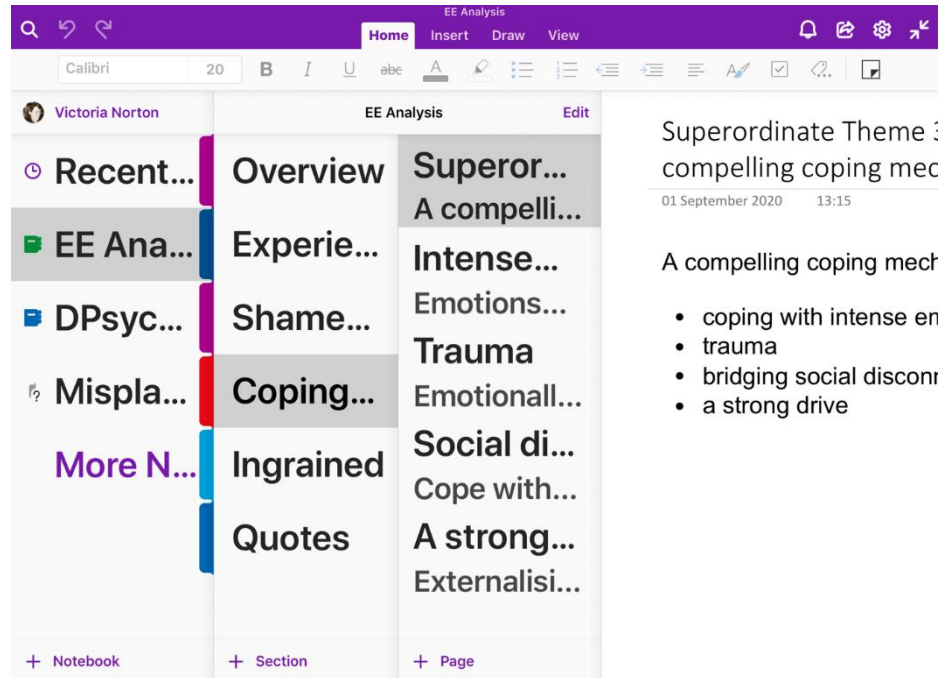 EE Analysis
Home Insert Draw View
Calibri 20 B I U abc A
Victoria Norton
EE Analysis Edit
Recent...
EE Ana...
DPsyc...
Mispla...
More N...
+ Notebook
Overview
Experie...
Shame...
Coping...
Ingrained
Quotes
+ Section
Superor...
A compelli...
Intense...
Emotions...
Trauma
Emotionall...
Social di...
Cope with...
A strong...
Externalisi...
+ Page
Superordinate Theme 3
compelling coping mec
01 September 2020 13:15
A compelling coping mech
• coping with intense em
• trauma
• bridging social disconn
• a strong drive